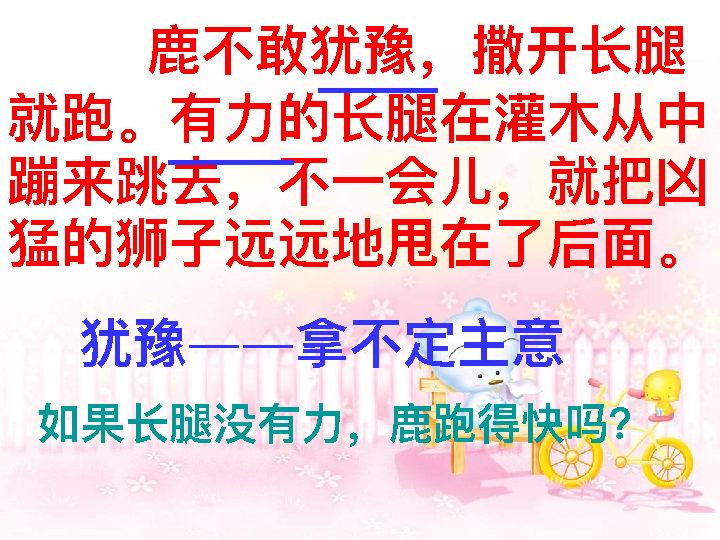 鹿不敢犹豫，撒开长腿
就跑。有力的长腿在灌木从中
蹦来跳去，不一会儿，就把凶
猛的狮子远远地甩在了后面。
犹豫——拿不定主意
如果长腿没有力，鹿跑得快吗？